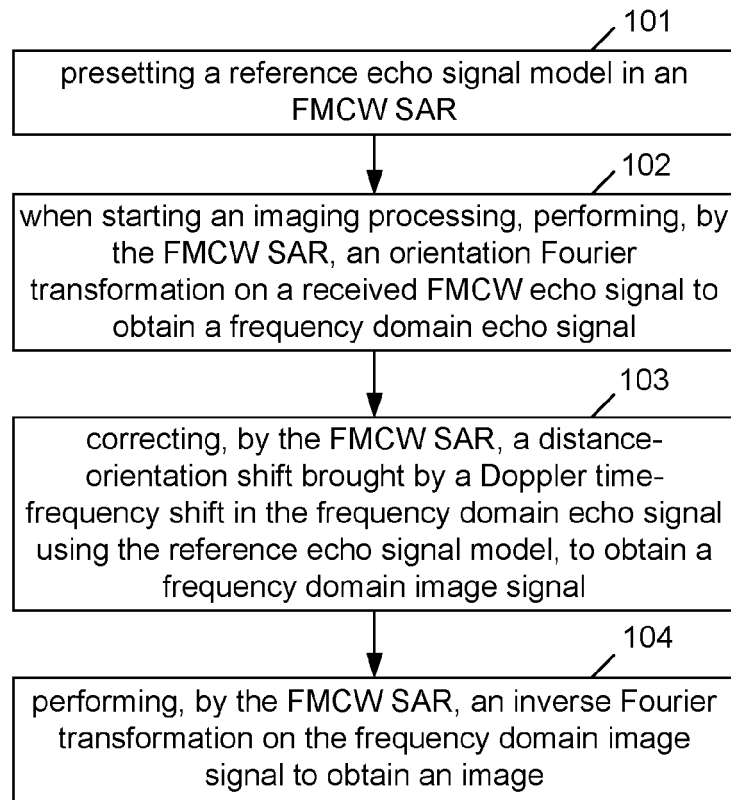 101
presetting a reference echo signal model in an
FMCW SAR
102
when starting an imaging processing, performing, by
the FMCW SAR, an orientation Fourier
transformation on a received FMCW echo signal to
obtain a frequency domain echo signal
103
correcting, by the FMCW SAR, a distance-
orientation shift brought by a Doppler time-
frequency shift in the frequency domain echo signal
using the reference echo signal model, to obtain a
frequency domain image signal
104
performing, by the FMCW SAR, an inverse Fourier
transformation on the frequency domain image
signal to obtain an image